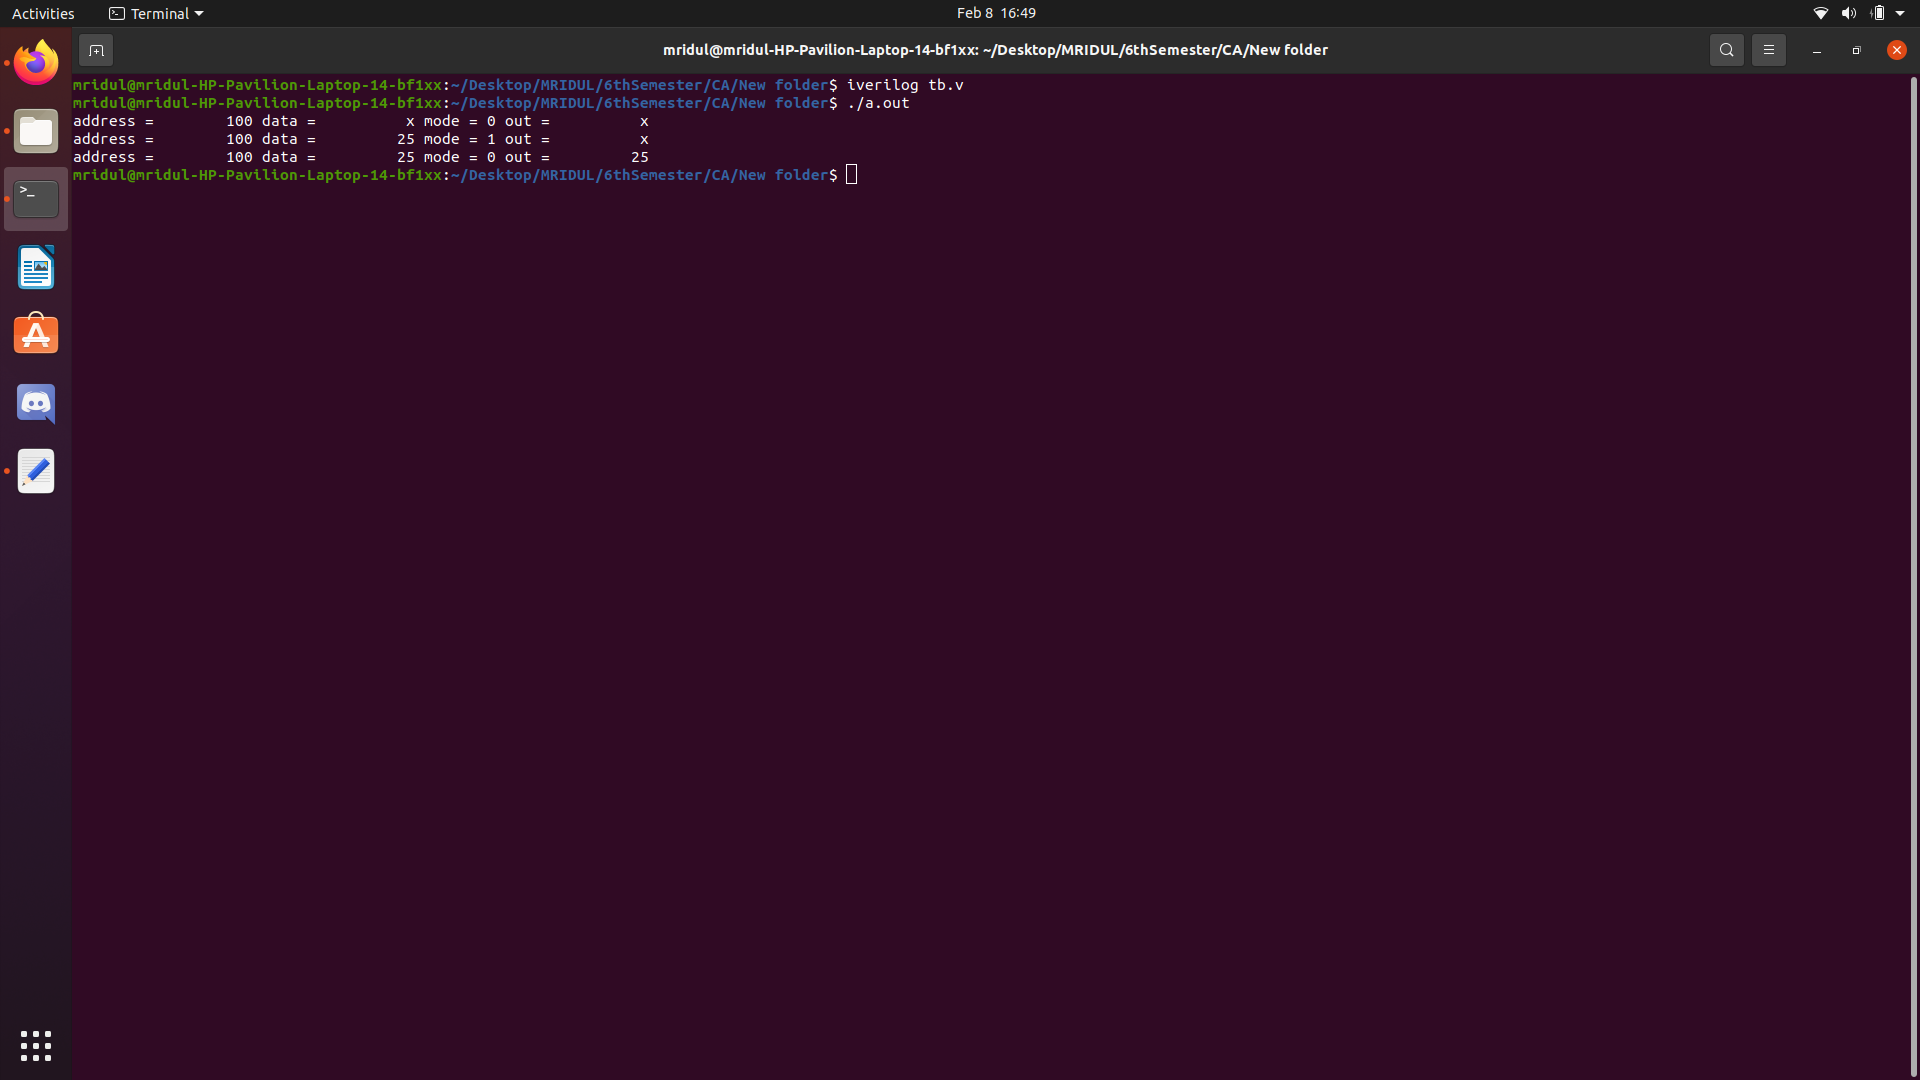 Activities Terminal Feb 8 16:49
mridul@mridul-HP-Pavilion-Laptop-14-bf1xx: ~/Desktop/MRIDUL/6thSemester/CA/New folder
mridul@mridul-HP-Pavilion-Laptop-14-bf1xx:~/Desktop/MRIDUL/6thSemester/CA/New folder$ iverilog tb.v
mridul@mridul-HP-Pavilion-Laptop-14-bf1xx:~/Desktop/MRIDUL/6thSemester/CA/New folder$ ./a.out
address =        100 data =          x mode = 0 out =          x
address =        100 data =         25 mode = 1 out =          x
address =        100 data =         25 mode = 0 out =         25
mridul@mridul-HP-Pavilion-Laptop-14-bf1xx:~/Desktop/MRIDUL/6thSemester/CA/New folder$